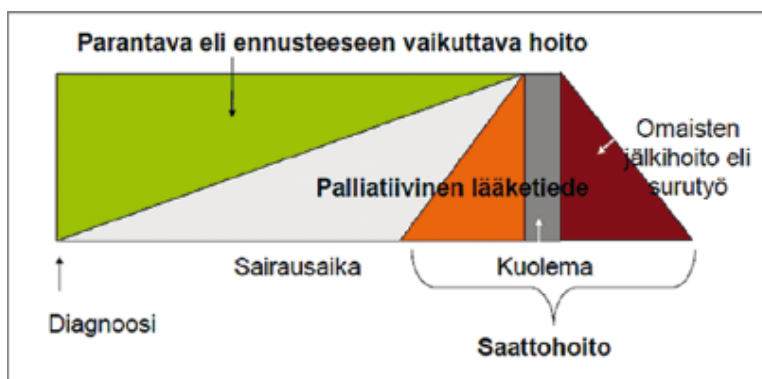 Parantava eli ennusteeseen vaikuttava hoito
Omaisten
jälkihoito eli
surutyö
Palliatiivinen lääketiede
Sairausaika
Kuolema
Diagnoosi
Saattohoito